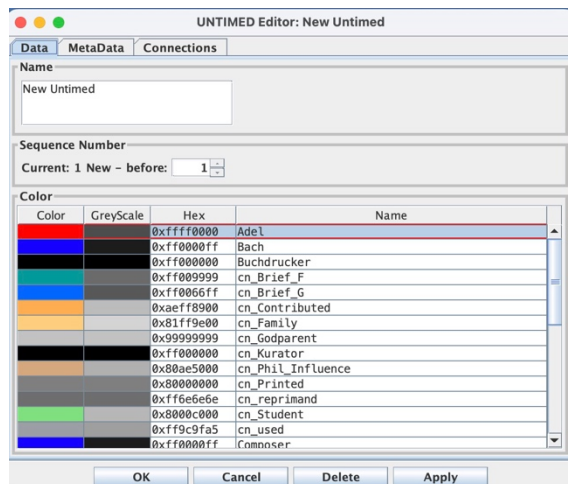 UNTIMED Editor: New Untimed
Data MetaData Connections
Name
New Untimed
Sequence Number
Current: 1 New - before: 1
Color
Color GreyScale Hex Name
0xffff0000 Adel
0xff0000ff Bach
0xff000000 Buchdrucker
0xff009999 cn_Brief_F
0xff0066ff cn_Brief_G
0xaeff8900 cn_Contributed
0x81ff9e00 cn_Family
0x99999999 cn_Godparent
0xff000000 cn_Kurator
0x80ae5000 cn_Phil_Influence
0x80000000 cn_Printed
0xff6e6e6e cn_reprimand
0x8000c000 cn_Student
0xff9c9fa5 cn_used
0xff0000ff Composer
OK Cancel Delete Apply